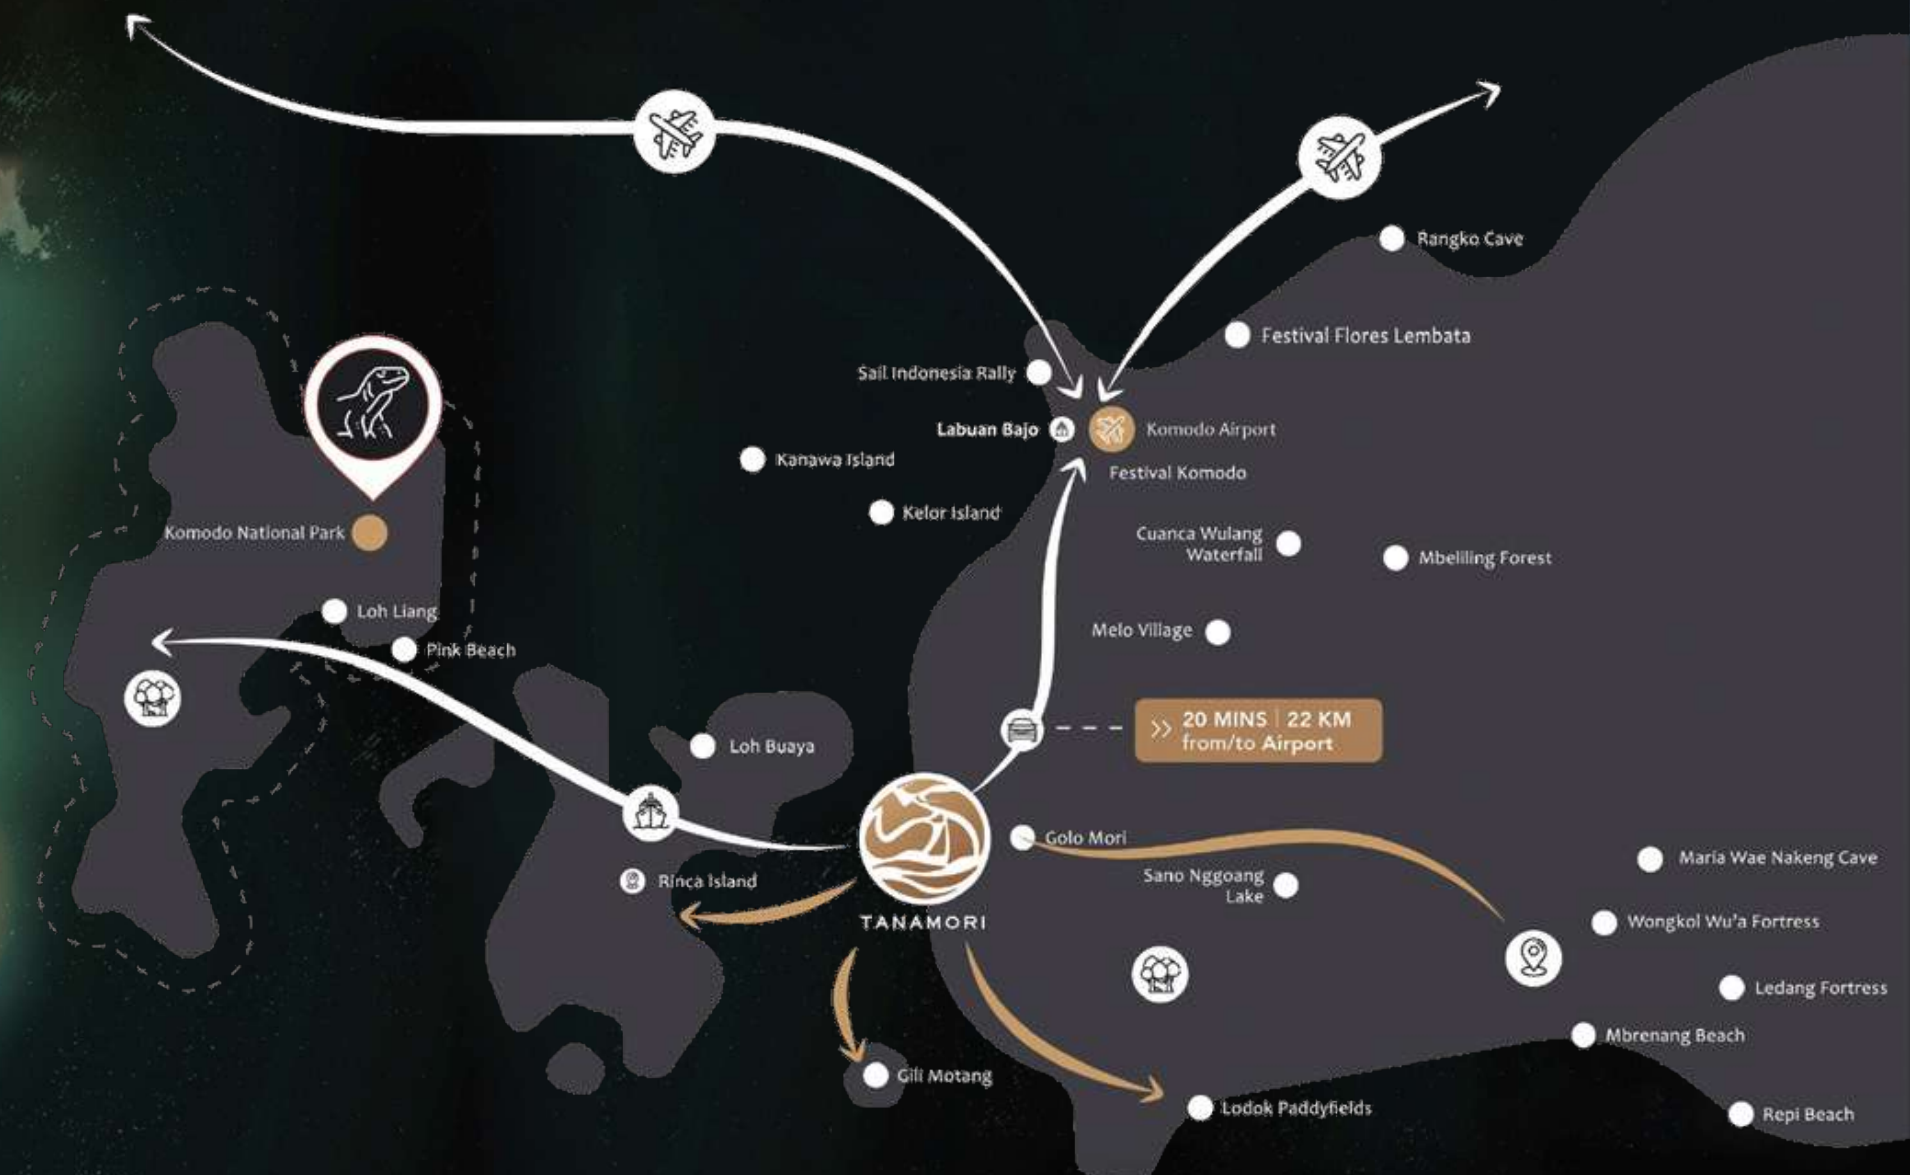 Rangko Cave
Festival Flores Lembata
Sail Indonesia Rally
Labuan Bajo
Komodo Airport
Kanawa Island
Festival Komodo
Kelor Island
Komodo National Park
Cuanca Wulang
Waterfall
Mbeliling Forest
Loh Liang
Melo Village
Pink Beach
20 MINS | 22 KM
from/to Airport
Loh Buaya
Golo Mori
Maria Wae Nakeng Cave
Sano Nggoang
Lake
Rinca Island
TANAMORI
Wongkol Wu'a Fortress
Ledang Fortress
Mbrenang Beach
Gili Motang
Lodok Paddyfields
Repi Beach